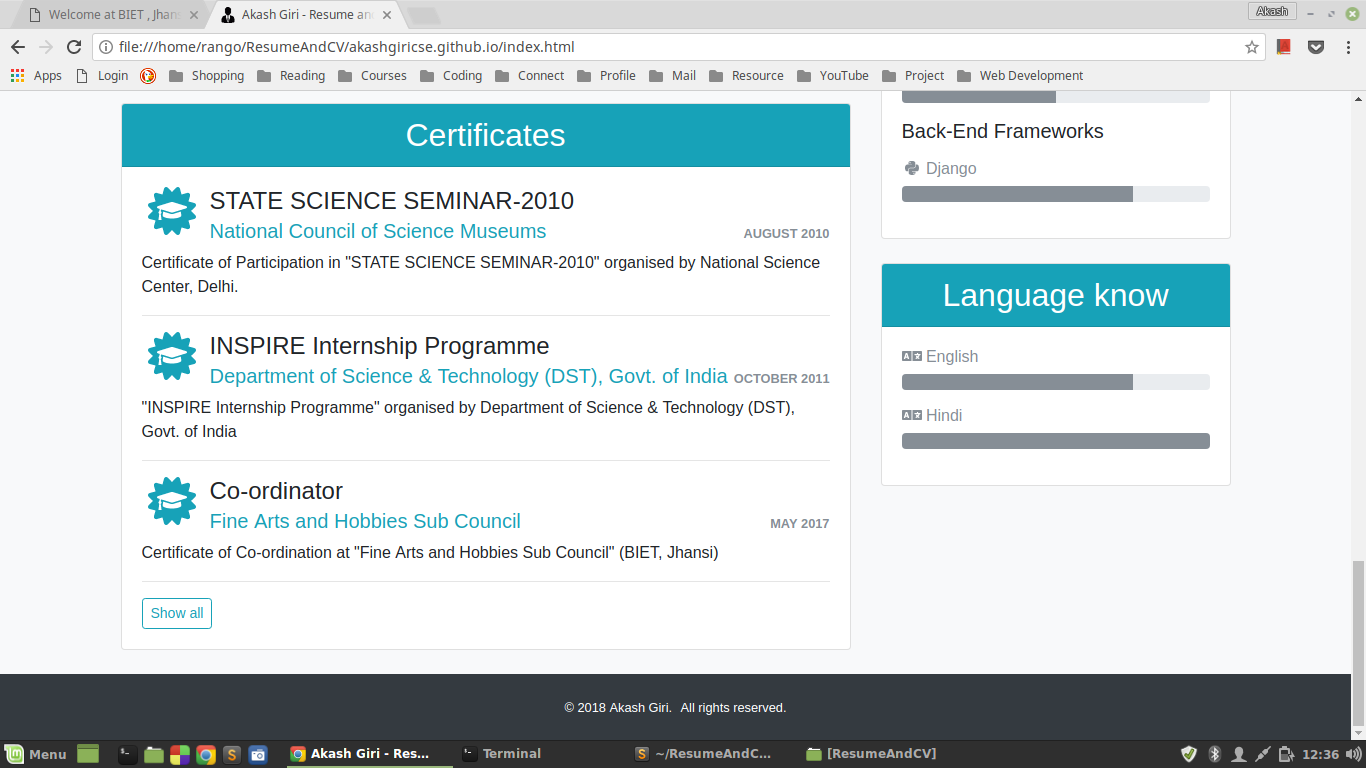 Welcome at BIET , Jhans
Akash Giri - Resume an
Akash
file:///home/rango/ResumeAndCV/akashgiricse.github.io/index.html
Apps Login Shopping Reading Courses Coding Connect Profile Mail Resource YouTube Project Web Development
Certificates
STATE SCIENCE SEMINAR-2010
National Council of Science Museums
AUGUST 2010
Certificate of Participation in "STATE SCIENCE SEMINAR-2010" organised by National Science
Center, Delhi.
INSPIRE Internship Programme
Department of Science & Technology (DST), Govt. of India
OCTOBER 2011
"INSPIRE Internship Programme" organised by Department of Science & Technology (DST),
Govt. of India
Co-ordinator
Fine Arts and Hobbies Sub Council
MAY 2017
Certificate of Co-ordination at "Fine Arts and Hobbies Sub Council" (BIET, Jhansi)
Show all
Back-End Frameworks
Django
Language know
English
Hindi
© 2018 Akash Giri. All rights reserved.
Menu Akash Giri - Res... Terminal ~/ResumeAndC... [ResumeAndCV] 12:36